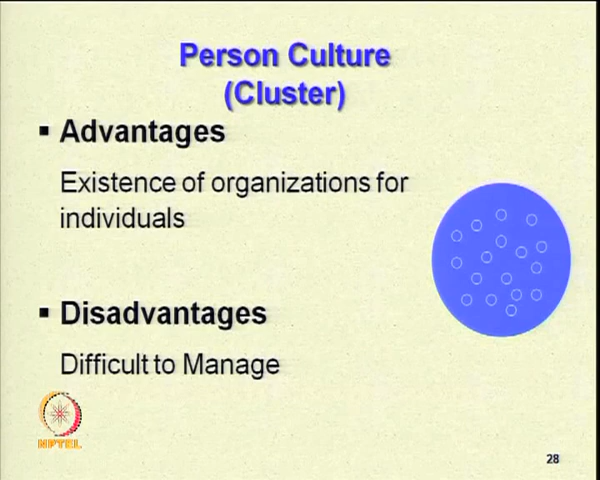 Person Culture
(Cluster)
▪ Advantages
Existence of organizations for
individuals
▪ Disadvantages
Difficult to Manage
NPTEL
28